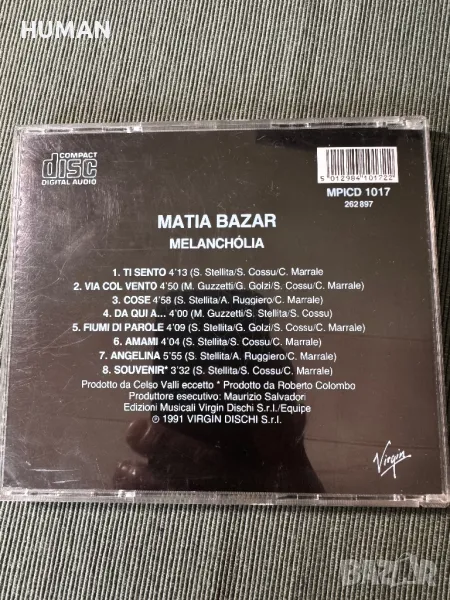 HUMAN
COMPACT
disc
DIGITAL AUDIO
5 012984 101722
MPICD 1017
262 897
MATIA BAZAR
MELANCHÓLIA
1. TI SENTO 4'13 (S. Stellita/S. Cossu/C. Marrale
2. VIA COL VENTO 4'50 (M. Guzzetti/G. Golzi/S. Cossu/C. Marrale)
3. COSE 4'58 (S. Stellita/A. Ruggiero/C. Marrale)
4. DA QUI A... 4'00 (M. Guzzetti/S. Stellita/S. Cossu)
5. FIUMI DI PAROLE 4'09 (S. Stellita/G. Golzi/S. Cossu/C. Marrale)
6. AMAMI 4'04 (S. Stellita/S. Cossu/C. Marrale)
7. ANGELINA 5'55 (S. Stellita/A. Ruggiero/C. Marrale)
8. SOUVENIR* 3'32 (S. Stellita/S. Cossu/C. Marrale)
Prodotto da Celso Valli eccetto * Prodotto da Roberto Colombo
Produttore esecutivo: Maurizio Salvadori
Edizioni Musicali Virgin Dischi S.r.l./Equipe
℗ 1991 VIRGIN DISCHI S.r.l.
Virgin
BAZAR